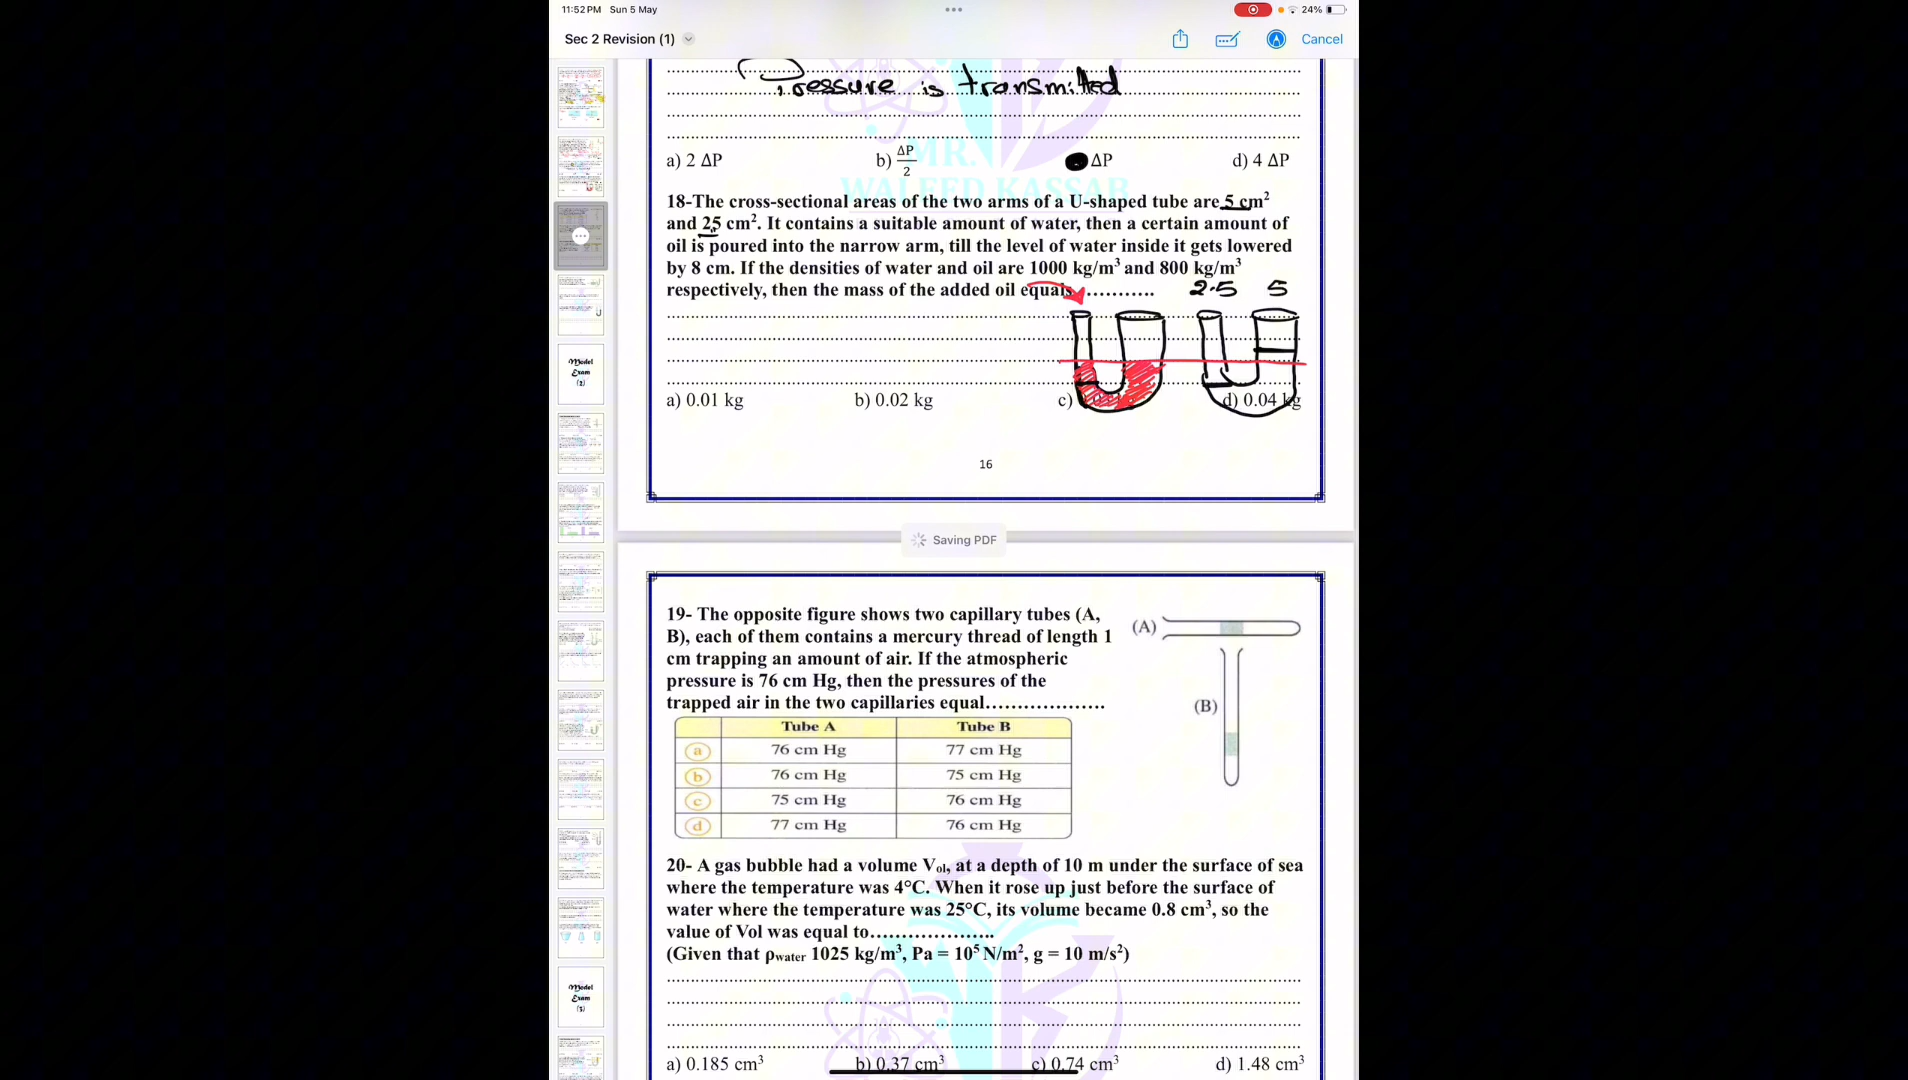 11:52 PM Sun 5 May
24%
Sec 2 Revision (1)
Cancel
Pressure is transmitted
a) 2 ΔP b) ΔP/2 ΔP d) 4 ΔP
MR.
WALEED KASSAB
18-The cross-sectional areas of the two arms of a U-shaped tube are 5 cm²
and 2.5 cm². It contains a suitable amount of water, then a certain amount of
oil is poured into the narrow arm, till the level of water inside it gets lowered
by 8 cm. If the densities of water and oil are 1000 kg/m³ and 800 kg/m³
respectively, then the mass of the added oil equals...........
2.5 5
a) 0.01 kg b) 0.02 kg c) d) 0.04 kg
16
Saving PDF
19- The opposite figure shows two capillary tubes (A,
B), each of them contains a mercury thread of length 1
cm trapping an amount of air. If the atmospheric
pressure is 76 cm Hg, then the pressures of the
trapped air in the two capillaries equal...................
(A)
(B)
Tube A Tube B
a 76 cm Hg 77 cm Hg
b 76 cm Hg 75 cm Hg
c 75 cm Hg 76 cm Hg
d 77 cm Hg 76 cm Hg
20- A gas bubble had a volume Vol, at a depth of 10 m under the surface of sea
where the temperature was 4°C. When it rose up just before the surface of
water where the temperature was 25°C, its volume became 0.8 cm³, so the
value of Vol was equal to....................
(Given that ρwater 1025 kg/m³, Pa = 10⁵ N/m², g = 10 m/s²)
a) 0.185 cm³ b) 0.37 cm³ c) 0.74 cm³ d) 1.48 cm³
Model
Exam
(2)
Model
Exam
(3)